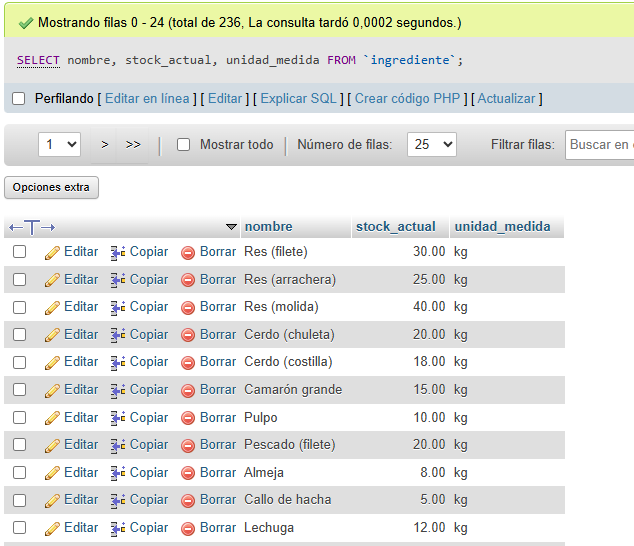 Mostrando filas 0 - 24 (total de 236, La consulta tardó 0,0002 segundos.)
SELECT nombre, stock_actual, unidad_medida FROM `ingrediente`;
Perfilando [ Editar en línea ] [ Editar ] [ Explicar SQL ] [ Crear código PHP ] [ Actualizar ]
1 > >> Mostrar todo Número de filas: 25 Filtrar filas: Buscar en
Opciones extra
nombre stock_actual unidad_medida
Editar Copiar Borrar Res (filete) 30.00 kg
Editar Copiar Borrar Res (arrachera) 25.00 kg
Editar Copiar Borrar Res (molida) 40.00 kg
Editar Copiar Borrar Cerdo (chuleta) 20.00 kg
Editar Copiar Borrar Cerdo (costilla) 18.00 kg
Editar Copiar Borrar Camarón grande 15.00 kg
Editar Copiar Borrar Pulpo 10.00 kg
Editar Copiar Borrar Pescado (filete) 20.00 kg
Editar Copiar Borrar Almeja 8.00 kg
Editar Copiar Borrar Callo de hacha 5.00 kg
Editar Copiar Borrar Lechuga 12.00 kg